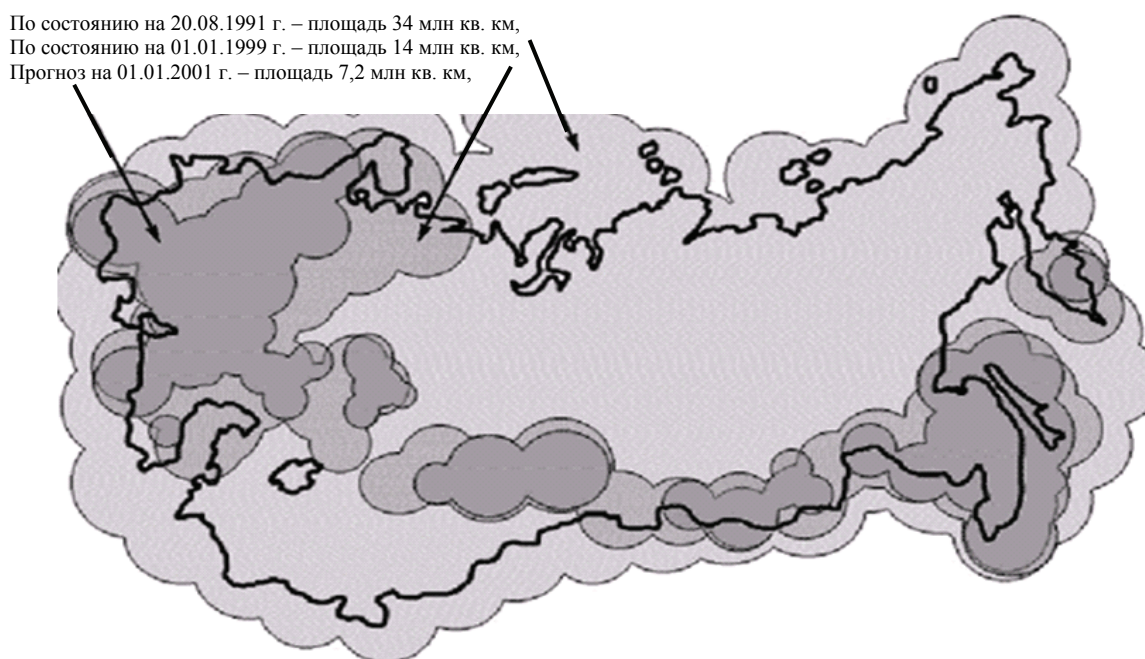 По состоянию на 20.08.1991 г. – площадь 34 млн кв. км,
По состоянию на 01.01.1999 г. – площадь 14 млн кв. км,
Прогноз на 01.01.2001 г. – площадь 7,2 млн кв. км,